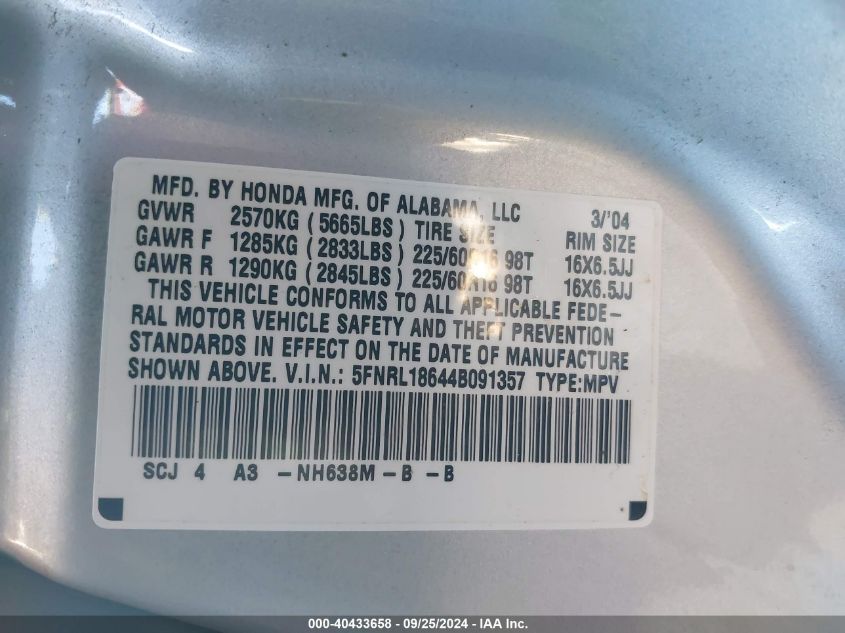 MFD. BY HONDA MFG. OF ALABAMA, LLC 3/'04
GVWR 2570KG (5665LBS) TIRE SIZE RIM SIZE
GAWR F 1285KG (2833LBS) 225/60R16 98T 16X6.5JJ
GAWR R 1290KG (2845LBS) 225/60R16 98T 16X6.5JJ
THIS VEHICLE CONFORMS TO ALL APPLICABLE FEDE-
RAL MOTOR VEHICLE SAFETY AND THEFT PREVENTION
STANDARDS IN EFFECT ON THE DATE OF MANUFACTURE
SHOWN ABOVE. V.I.N.: 5FNRL18644B091357 TYPE:MPV
SCJ 4 A3 -NH638M-B -B
000-40433658 / 09/25/2024 - IAA Inc.